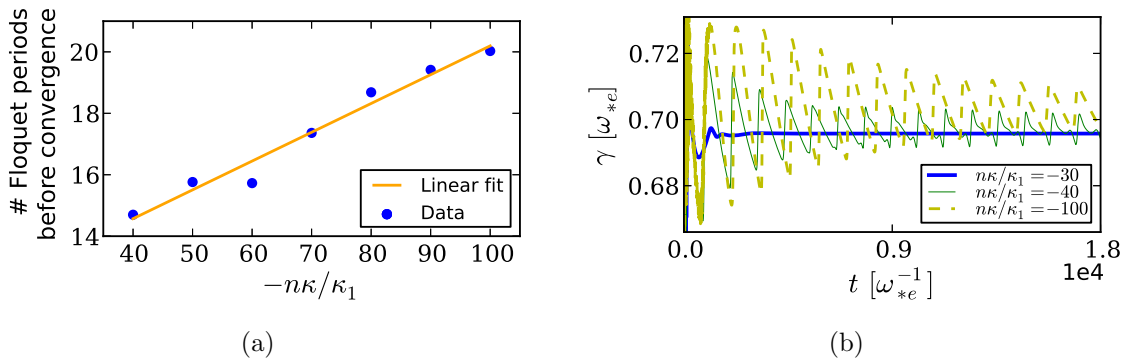 # Floquet periods
before convergence
20
18
16
14
40 50 60 70 80 90 100
−nκ/κ₁
Linear fit
Data
(a)
γ [ω∗e]
0.72
0.70
0.68
0.0 0.9 1.8
1e4
t [ω∗e⁻¹]
nκ/κ₁ =−30
nκ/κ₁ =−40
nκ/κ₁ =−100
(b)